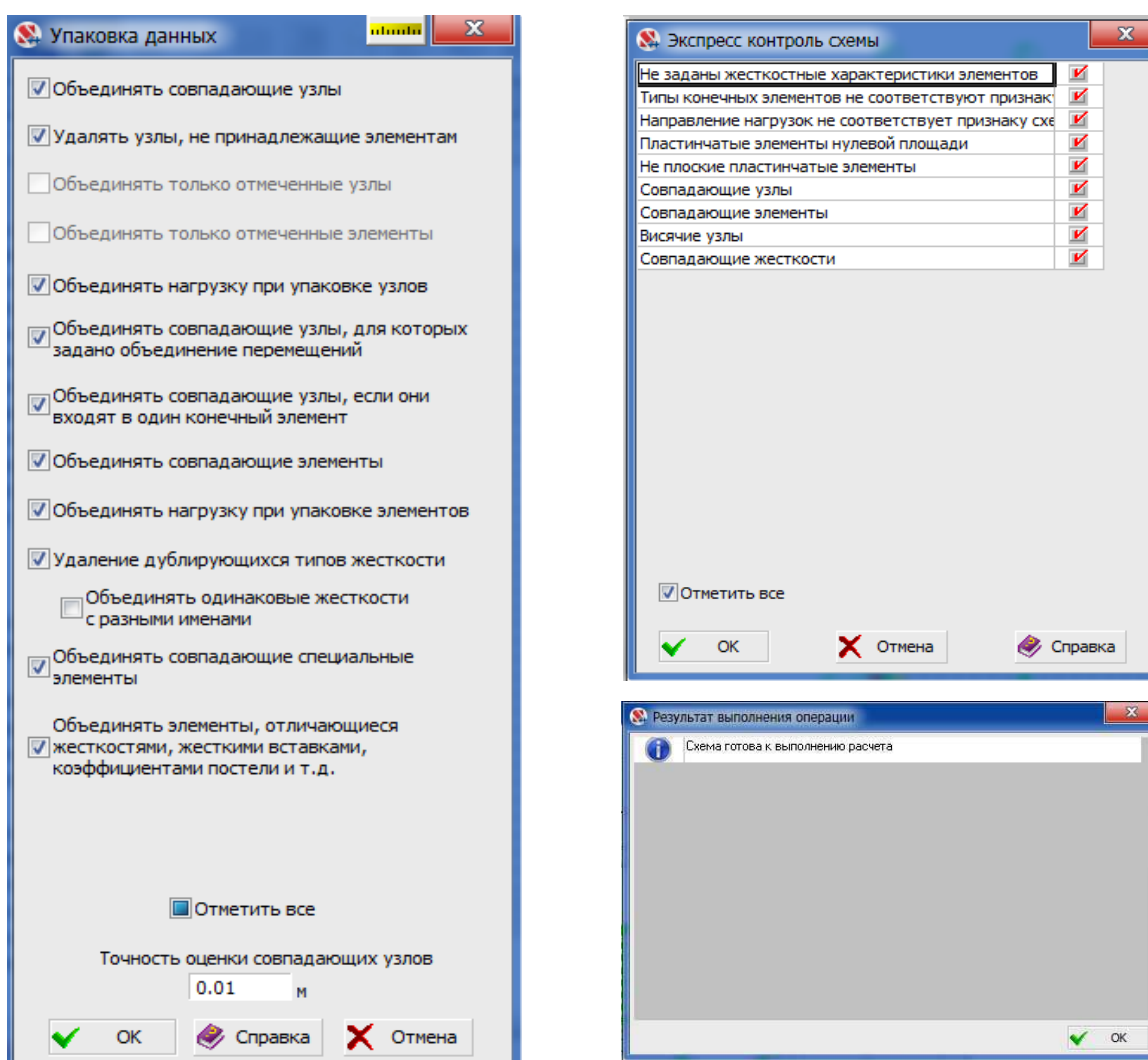 Упаковка данных
Объединять совпадающие узлы
Удалять узлы, не принадлежащие элементам
Объединять только отмеченные узлы
Объединять только отмеченные элементы
Объединять нагрузку при упаковке узлов
Объединять совпадающие узлы, для которых
задано объединение перемещений
Объединять совпадающие узлы, если они
входят в один конечный элемент
Объединять совпадающие элементы
Объединять нагрузку при упаковке элементов
Удаление дублирующихся типов жесткости
Объединять одинаковые жесткости
с разными именами
Объединять совпадающие специальные
элементы
Объединять элементы, отличающиеся
жесткостями, жесткими вставками,
коэффициентами постели и т.д.
Отметить все
Точность оценки совпадающих узлов
0.01 м
ОК Справка Отмена
Экспресс контроль схемы
Не заданы жесткостные характеристики элементов
Типы конечных элементов не соответствуют признак
Направление нагрузок не соответствует признаку схе
Пластинчатые элементы нулевой площади
Не плоские пластинчатые элементы
Совпадающие узлы
Совпадающие элементы
Висячие узлы
Совпадающие жесткости
Отметить все
ОК Отмена Справка
Результат выполнения операции
Схема готова к выполнению расчета
ОК